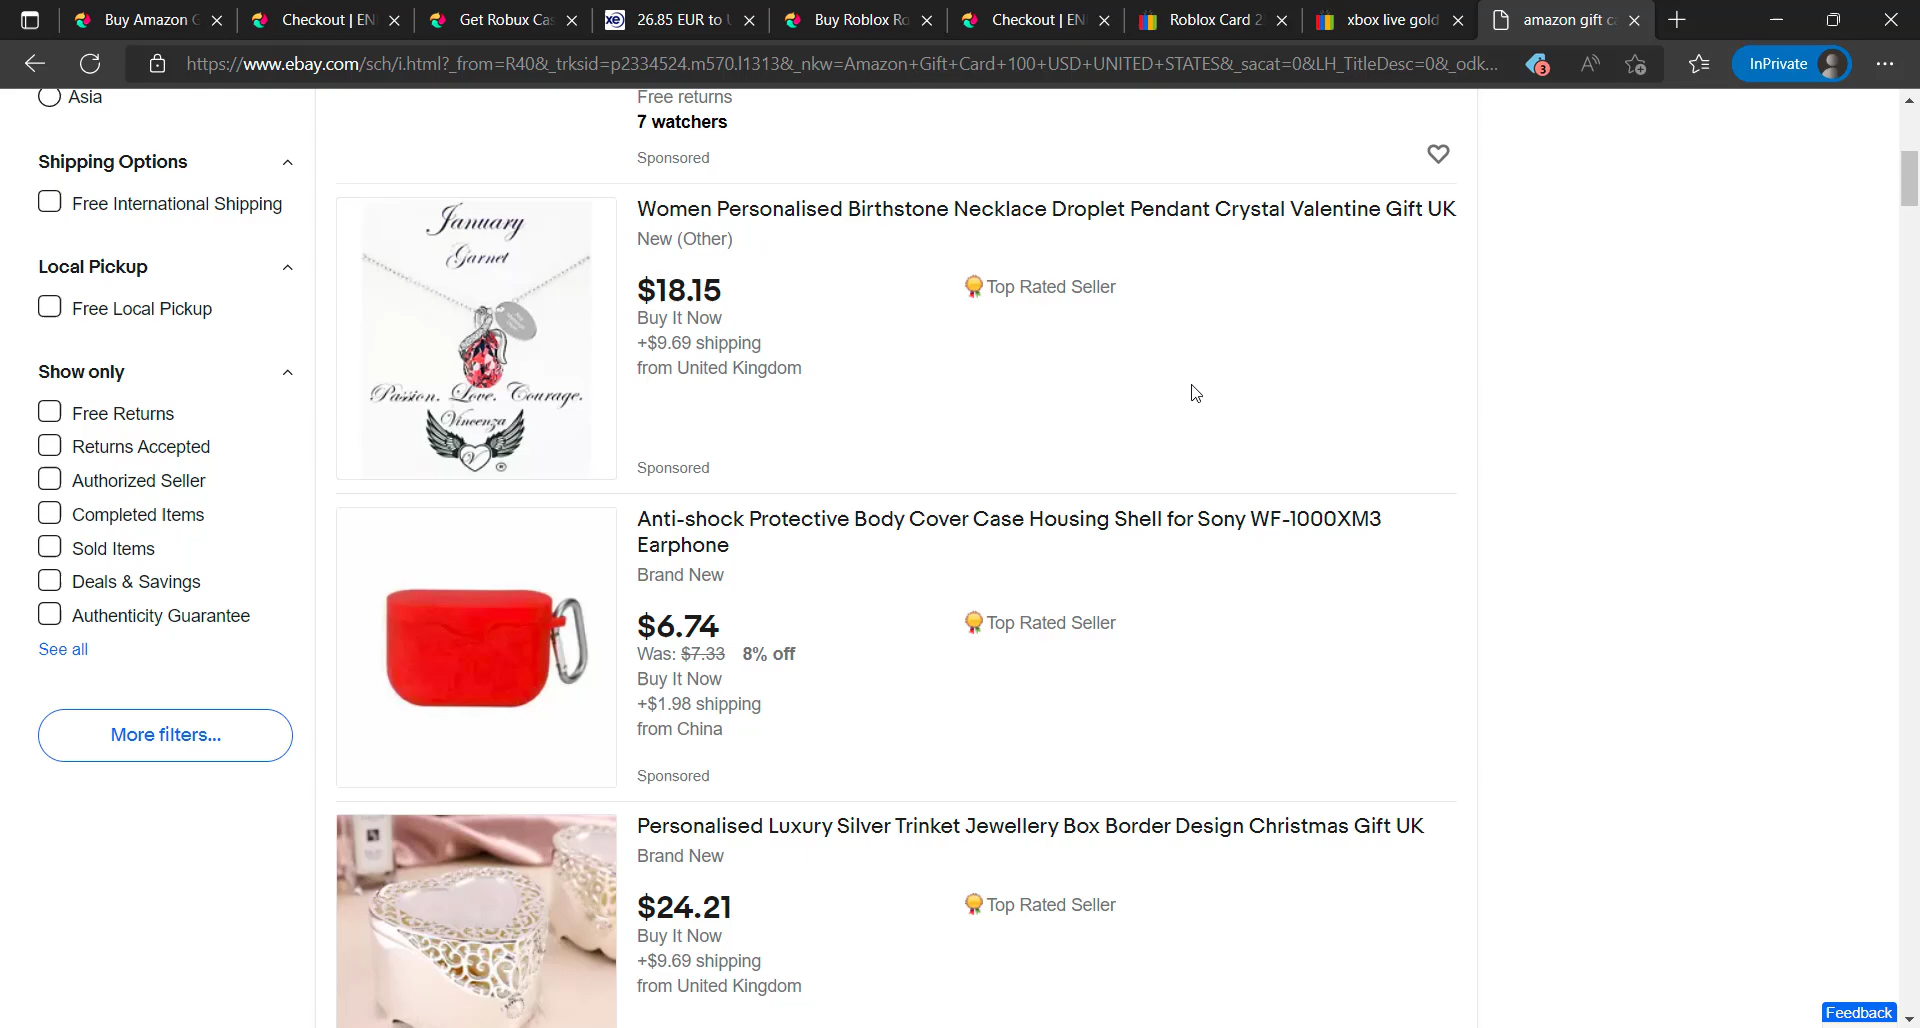 Buy Amazon G
Checkout | EN
Get Robux Ca
26.85 EUR to U
Buy Roblox Ro
Checkout | EN
Roblox Card 2
xbox live gold
amazon gift c
https://www.ebay.com/sch/i.html?_from=R40&_trksid=p2334524.m570.l1313&_nkw=Amazon+Gift+Card+100+USD+UNITED+STATES&_sacat=0&LH_TitleDesc=0&_odk...
3
InPrivate
Asia
Shipping Options
Free International Shipping
Local Pickup
Free Local Pickup
Show only
Free Returns
Returns Accepted
Authorized Seller
Completed Items
Sold Items
Deals & Savings
Authenticity Guarantee
See all
More filters...
Free returns
7 watchers
Sponsored
January
Garnet
Passion. Love. Courage.
Vincenza
Women Personalised Birthstone Necklace Droplet Pendant Crystal Valentine Gift UK
New (Other)
$18.15
Top Rated Seller
Buy It Now
+$9.69 shipping
from United Kingdom
Sponsored
Anti-shock Protective Body Cover Case Housing Shell for Sony WF-1000XM3
Earphone
Brand New
$6.74
Top Rated Seller
Was: $7.33 8% off
Buy It Now
+$1.98 shipping
from China
Sponsored
Personalised Luxury Silver Trinket Jewellery Box Border Design Christmas Gift UK
Brand New
$24.21
Top Rated Seller
Buy It Now
+$9.69 shipping
from United Kingdom
Feedback